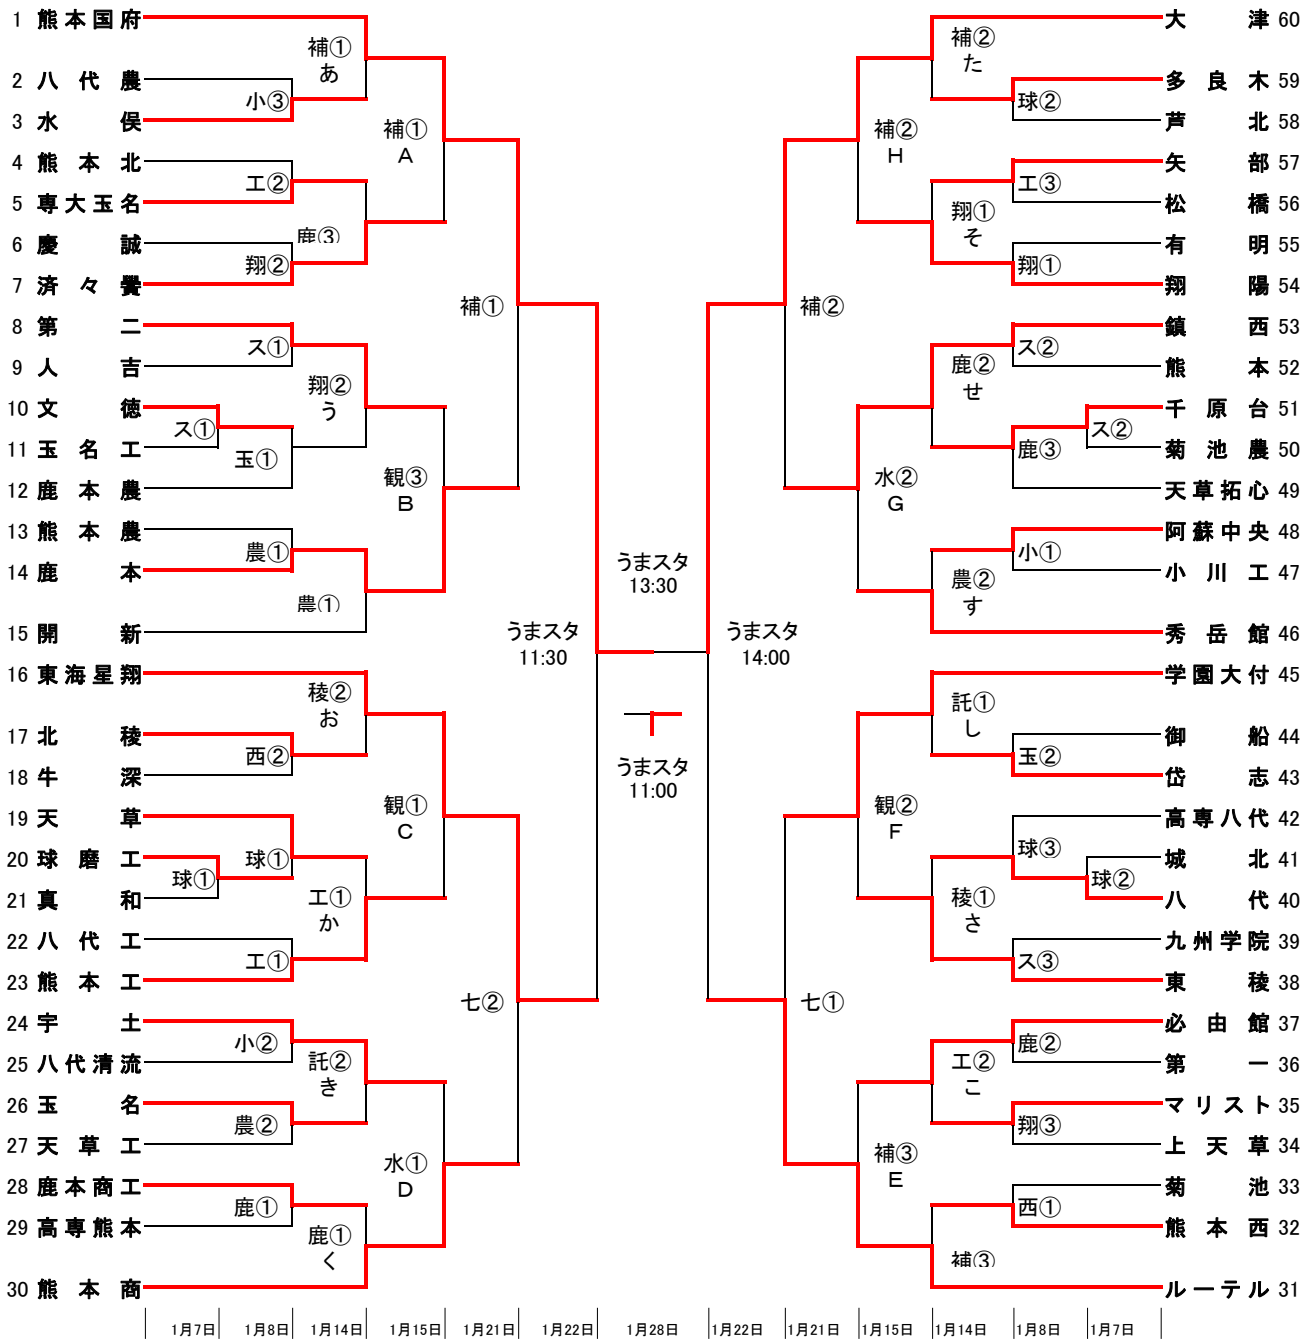 1 熊本国府
2 八代農
3 水俣
4 熊本北
5 専大玉名
6 慶誠
7 済々黌
8 第二
9 人吉
10 文徳
11 玉名工
12 鹿本農
13 熊本農
14 鹿本
15 開新
16 東海星翔
17 北稜
18 牛深
19 天草
20 球磨工
21 真和
22 八代工
23 熊本工
24 宇土
25 八代清流
26 玉名
27 天草工
28 鹿本商工
29 高専熊本
30 熊本商
ス①
球①
小③
工②
翔②
ス①
玉①
農①
西②
球①
工①
小②
農②
鹿①
補①
あ
鹿③
翔②
う
農①
稜②
お
工①
か
託②
き
鹿①
く
補①
A
観③
B
観①
C
水①
D
補①
七②
うまスタ
11:30
うまスタ
13:30
うまスタ
11:00
うまスタ
14:00
補②
七①
補②
H
水②
G
観②
F
補③
E
補②
た
翔①
そ
鹿②
せ
農②
す
託①
し
稜①
さ
工②
こ
補③
球②
工③
翔①
ス②
鹿③
小①
玉②
球③
ス③
鹿②
翔③
西①
ス②
球②
大津 60
多良木 59
芦北 58
矢部 57
松橋 56
有明 55
翔陽 54
鎮西 53
熊本 52
千原台 51
菊池農 50
天草拓心 49
阿蘇中央 48
小川工 47
秀岳館 46
学園大付 45
御船 44
岱志 43
高専八代 42
城北 41
八代 40
九州学院 39
東稜 38
必由館 37
第一 36
マリスト 35
上天草 34
菊池 33
熊本西 32
ルーテル 31
1月7日 1月8日 1月14日 1月15日 1月21日 1月22日 1月28日 1月22日 1月21日 1月15日 1月14日 1月8日 1月7日